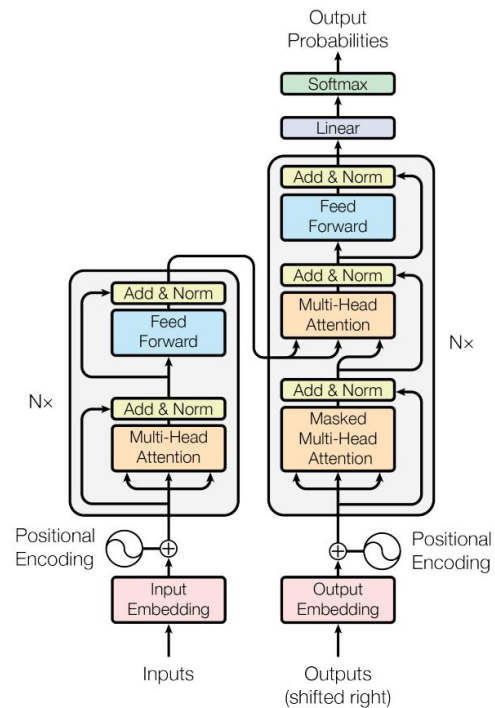 Output
Probabilities
Softmax
Linear
Add & Norm
Feed
Forward
Add & Norm
Multi-Head
Attention
Add & Norm
Masked
Multi-Head
Attention
N×
Add & Norm
Feed
Forward
Add & Norm
Multi-Head
Attention
N×
Positional
Encoding
Positional
Encoding
Input
Embedding
Output
Embedding
Inputs
Outputs
(shifted right)